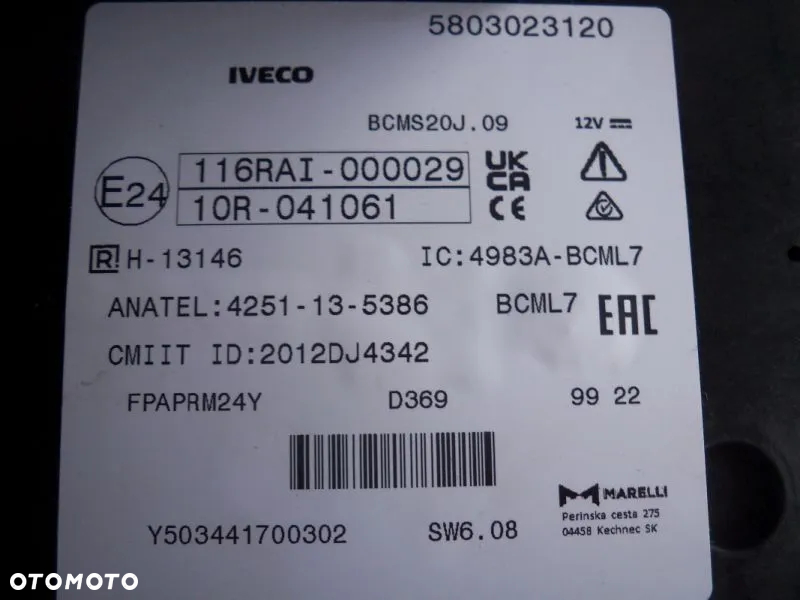 5803023120
IVECO
BCMS20J.09 12V
E24 116RAI-000029 UK CA
10R-041061 CE
R! H-13146 IC:4983A-BCML7
ANATEL:4251-13-5386 BCML7 EAC
CMIIT ID:2012DJ4342
FPAPRM24Y D369 99 22
MARELLI
Perinska cesta 275
04458 Kechnec SK
Y503441700302 SW6.08
OTOMOTO